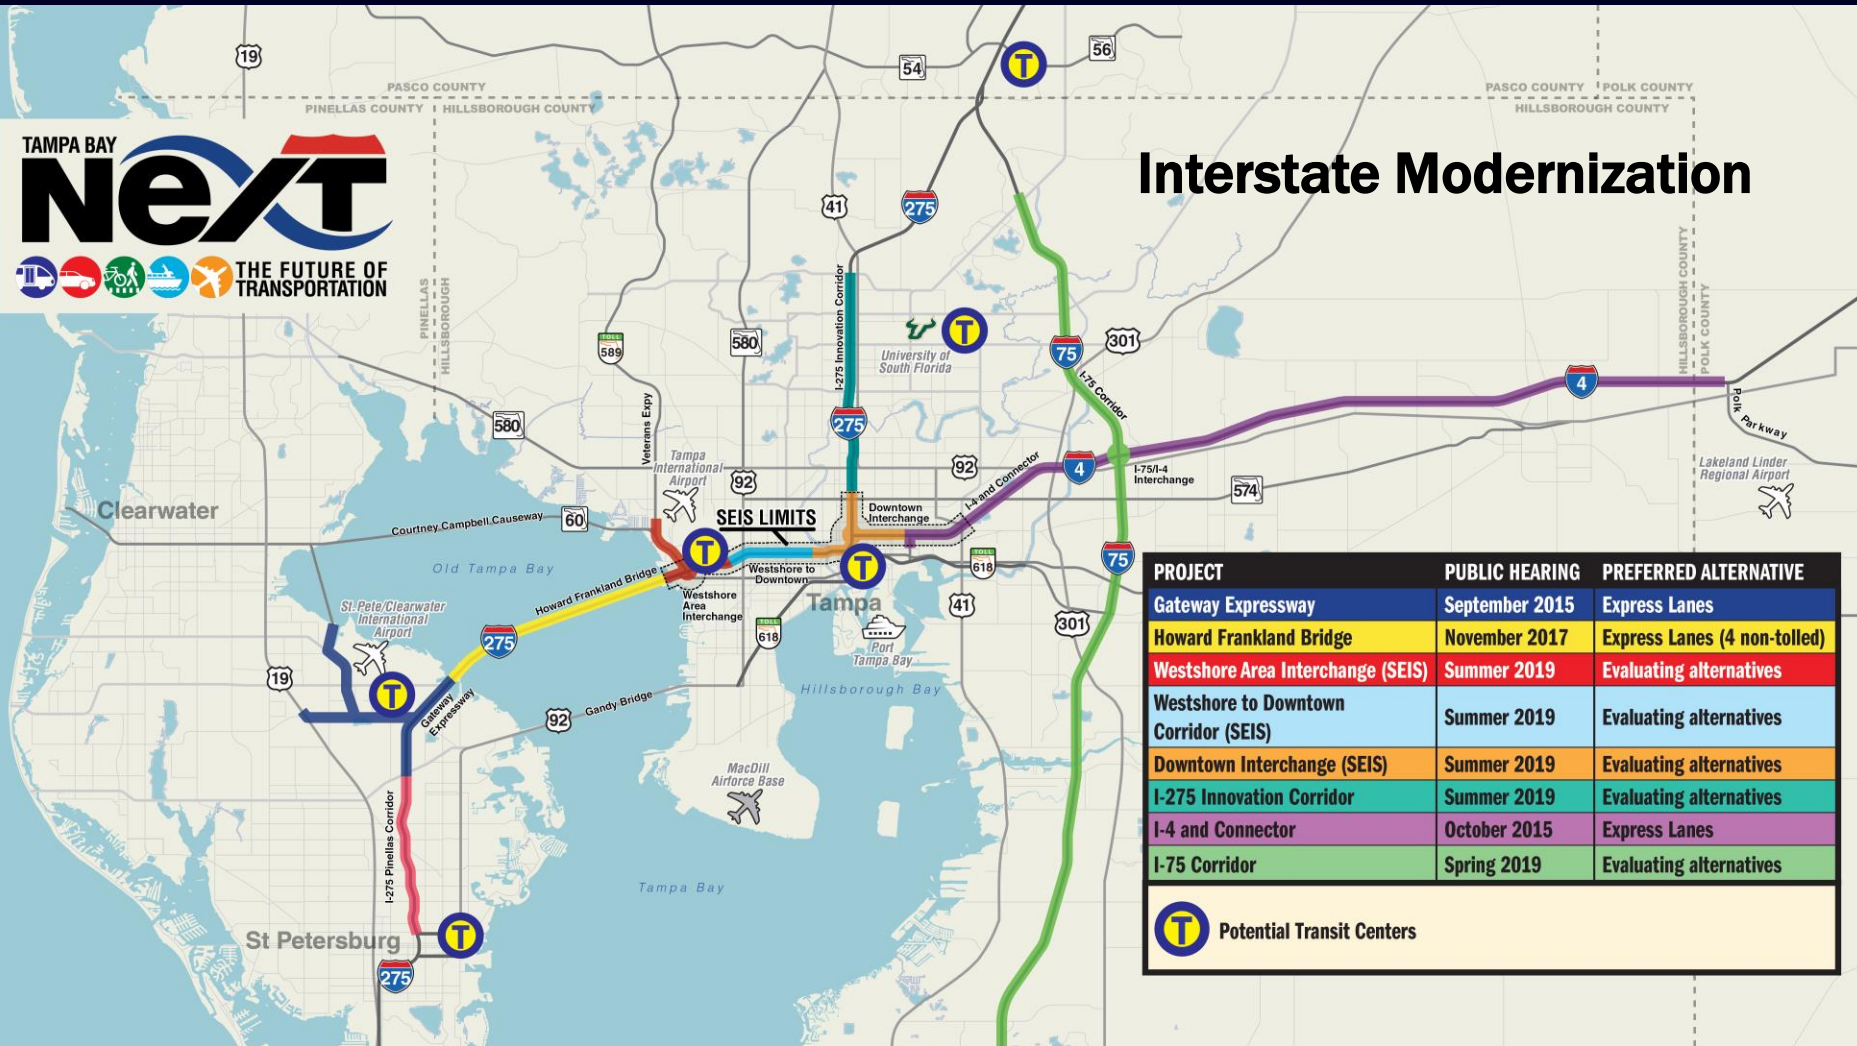 19
54
56
PASCO COUNTY
PINELLAS COUNTY
HILLSBOROUGH COUNTY
PASCO COUNTY
POLK COUNTY
HILLSBOROUGH COUNTY
TAMPA BAY
NeXT
THE FUTURE OF
TRANSPORTATION
Interstate Modernization
41
275
PINELLAS
HILLSBOROUGH
HILLSBOROUGH COUNTY
POLK COUNTY
I-275 Innovation Corridor
TOLL
589
580
T
T
University of
South Florida
301
75
I-75 Corridor
4
Polk Parkway
580
Veterans Expy
275
Tampa
International
Airport
92
92
I-4 and Connector
4
I-75/I-4
Interchange
574
Lakeland Linder
Regional Airport
Clearwater
Courtney Campbell Causeway
60
SEIS LIMITS
Downtown
Interchange
T
T
Old Tampa Bay
Howard Frankland Bridge
Westshore to
Downtown
Westshore
Area
Interchange
TOLL
618
75
St. Pete/Clearwater
International
Airport
275
Tampa
41
301
TOLL
618
Port
Tampa Bay
19
T
Gateway
Expressway
92
Gandy Bridge
Hillsborough Bay
MacDill
Airforce Base
I-275 Pinellas Corridor
Tampa Bay
St Petersburg
T
275
PROJECT PUBLIC HEARING PREFERRED ALTERNATIVE
Gateway Expressway September 2015 Express Lanes
Howard Frankland Bridge November 2017 Express Lanes (4 non-tolled)
Westshore Area Interchange (SEIS) Summer 2019 Evaluating alternatives
Westshore to Downtown
Corridor (SEIS) Summer 2019 Evaluating alternatives
Downtown Interchange (SEIS) Summer 2019 Evaluating alternatives
I-275 Innovation Corridor Summer 2019 Evaluating alternatives
I-4 and Connector October 2015 Express Lanes
I-75 Corridor Spring 2019 Evaluating alternatives
T Potential Transit Centers